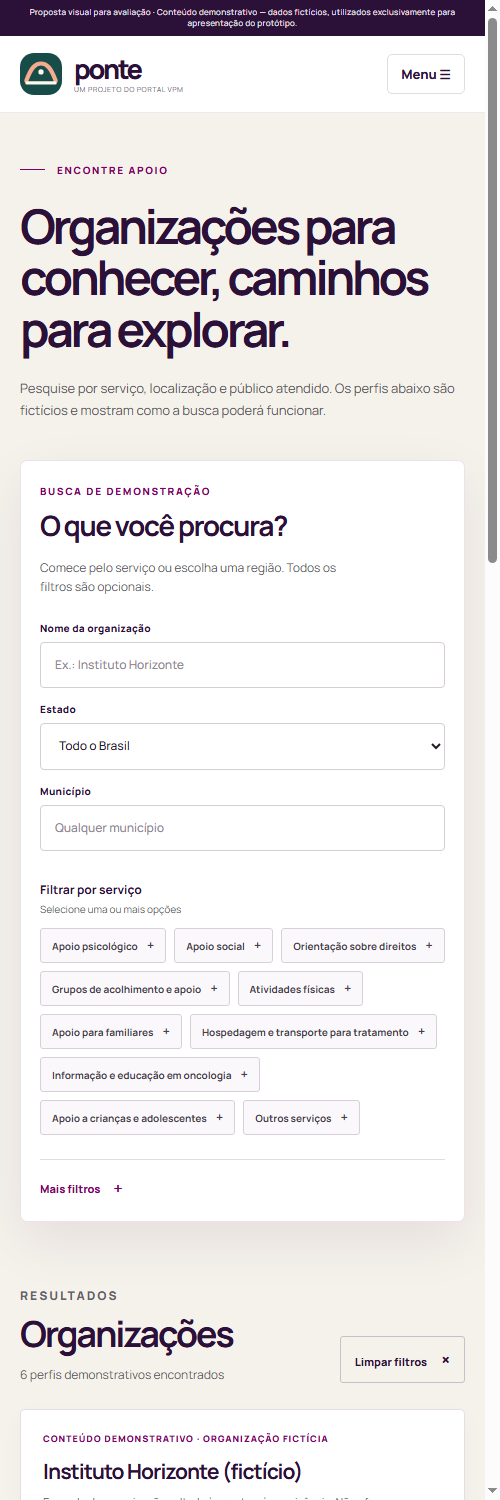 Proposta visual para avaliação · Conteúdo demonstrativo — dados fictícios, utilizados exclusivamente para
apresentação do protótipo.
ponte
UM PROJETO DO PORTAL VPM
Menu ☰
ENCONTRE APOIO
Organizações para
conhecer, caminhos
para explorar.
Pesquise por serviço, localização e público atendido. Os perfis abaixo são
fictícios e mostram como a busca poderá funcionar.
BUSCA DE DEMONSTRAÇÃO
O que você procura?
Comece pelo serviço ou escolha uma região. Todos os
filtros são opcionais.
Nome da organização
Ex.: Instituto Horizonte
Estado
Todo o Brasil
Município
Qualquer município
Filtrar por serviço
Selecione uma ou mais opções
Apoio psicológico + Apoio social + Orientação sobre direitos +
Grupos de acolhimento e apoio + Atividades físicas +
Apoio para familiares + Hospedagem e transporte para tratamento +
Informação e educação em oncologia +
Apoio a crianças e adolescentes + Outros serviços +
Mais filtros +
RESULTADOS
Organizações
Limpar filtros ×
6 perfis demonstrativos encontrados
CONTEÚDO DEMONSTRATIVO · ORGANIZAÇÃO FICTÍCIA
Instituto Horizonte (fictício)